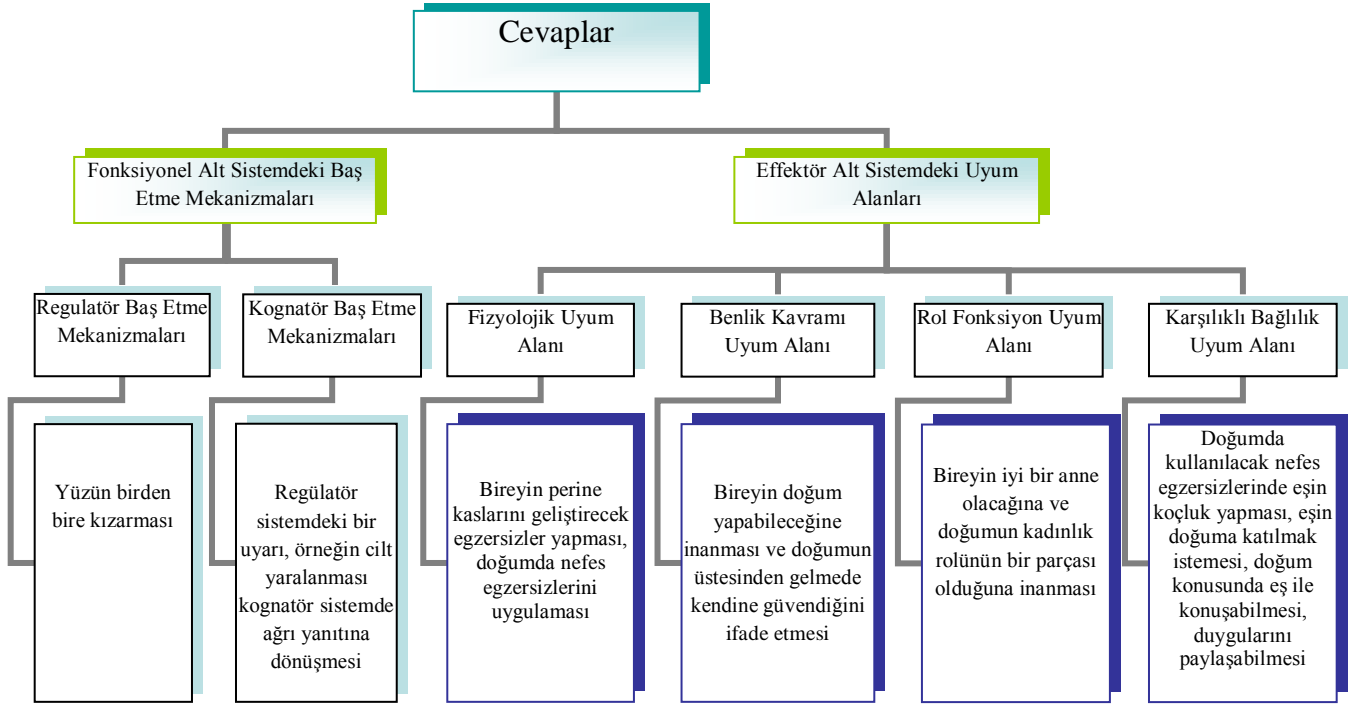 Cevaplar
Fonksiyonel Alt Sistemdeki Baş
Etme Mekanizmaları
Effektör Alt Sistemdeki Uyum
Alanları
Regulatör Baş Etme
Mekanizmaları
Kognatör Baş Etme
Mekanizmaları
Fizyolojik Uyum
Alanı
Benlik Kavramı
Uyum Alanı
Rol Fonksiyon Uyum
Alanı
Karşılıklı Bağlılık
Uyum Alanı
Yüzün birden
bire kızarması
Regülatör
sistemdeki bir
uyarı, örneğin cilt
yaralanması
kognatör sistemde
ağrı yanıtına
dönüşmesi
Bireyin perine
kaslarını geliştirecek
egzersizler yapması,
doğumda nefes
egzersizlerini
uygulaması
Bireyin doğum
yapabileceğine
inanması ve doğumun
üstesinden gelmede
kendine güvendiğini
ifade etmesi
Bireyin iyi bir anne
olacağına ve
doğumun kadınlık
rolünün bir parçası
olduğuna inanması
Doğumda
kullanılacak nefes
egzersizlerinde eşin
koçluk yapması, eşin
doğuma katılmak
istemesi, doğum
konusunda eş ile
konuşabilmesi,
duygularını
paylaşabilmesi